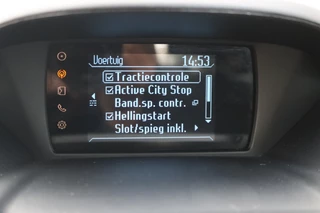 Voertuig 14:53
Tractiecontrole
Active City Stop
Band.sp. contr.
Hellingstart
Slot/spieg inkl.